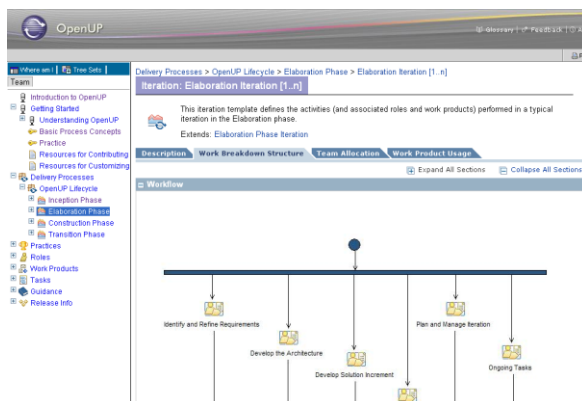 OpenUP
Glossary | Feedback |
Where am I | Tree Sets |
Team
Introduction to OpenUP
Getting Started
Understanding OpenUP
Basic Process Concepts
Practice
Resources for Contributing
Resources for Customizing
Delivery Processes
OpenUP Lifecycle
Inception Phase
Elaboration Phase
Construction Phase
Transition Phase
Practices
Roles
Work Products
Tasks
Guidance
Release Info
Delivery Processes > OpenUP Lifecycle > Elaboration Phase > Elaboration Iteration [1..n]
Iteration: Elaboration Iteration [1..n]
This iteration template defines the activities (and associated roles and work products) performed in a typical
iteration in the Elaboration phase.
Extends: Elaboration Phase Iteration
Description Work Breakdown Structure Team Allocation Work Product Usage
Expand All Sections Collapse All Sections
Workflow
Identify and Refine Requirements
Plan and Manage Iteration
Develop the Architecture
Develop Solution Increment
Ongoing Tasks